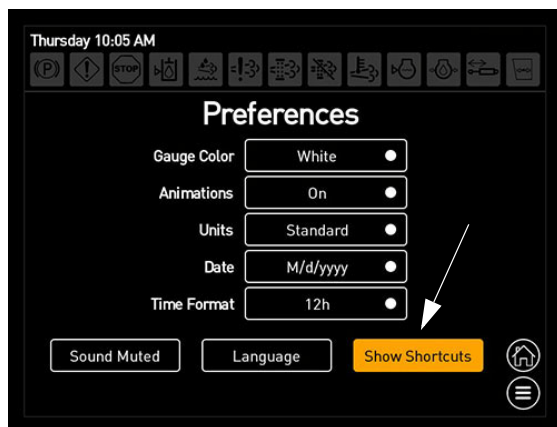 Thursday 10:05 AM
P STOP
Preferences
Gauge Color White
Animations On
Units Standard
Date M/d/yyyy
Time Format 12h
Sound Muted Language Show Shortcuts